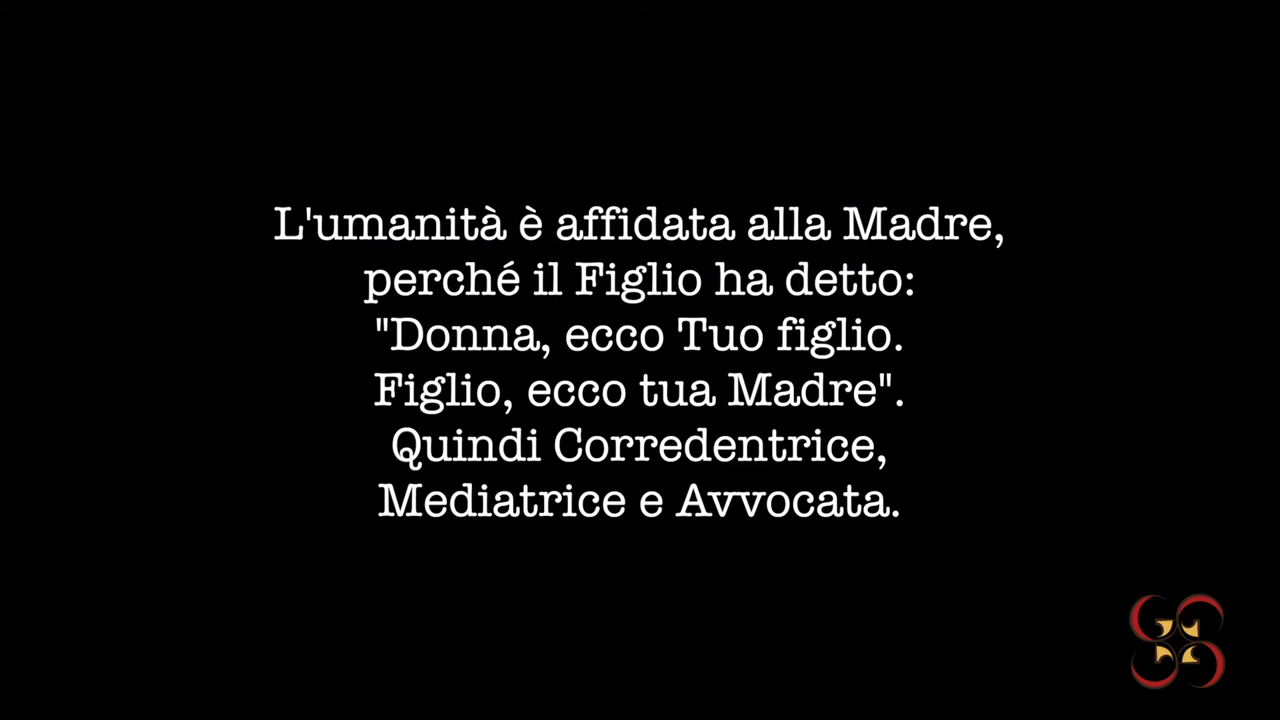 L'umanità è affidata alla Madre,
perché il Figlio ha detto:
"Donna, ecco Tuo figlio.
Figlio, ecco tua Madre".
Quindi Corredentrice,
Mediatrice e Avvocata.